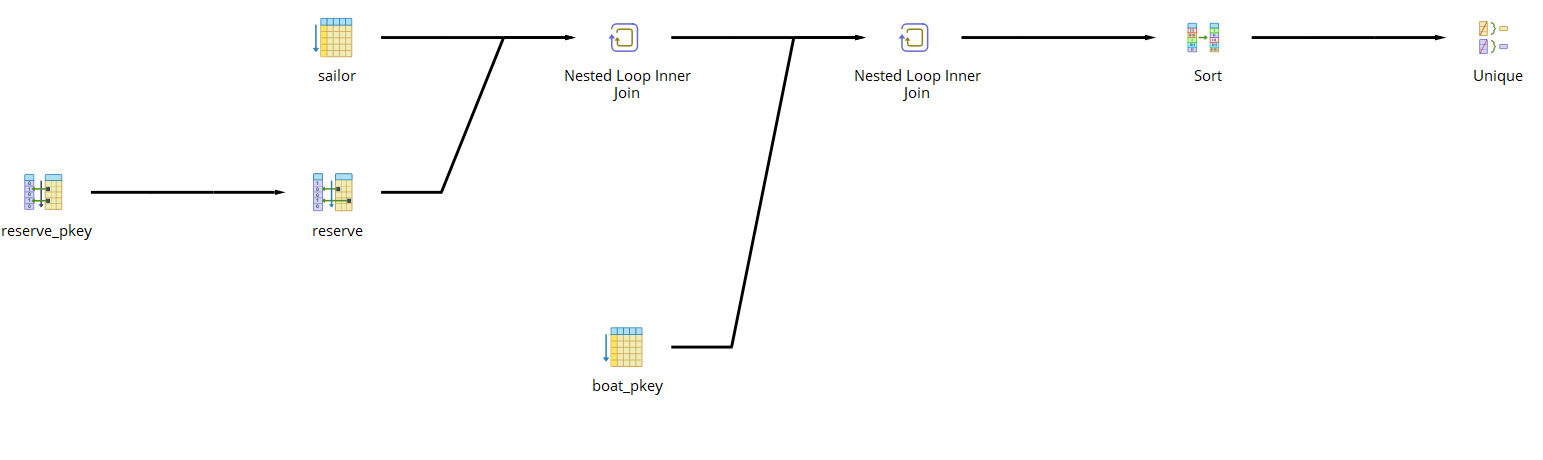 sailor
Nested Loop Inner
Join
Nested Loop Inner
Join
Sort
Unique
reserve_pkey
reserve
boat_pkey